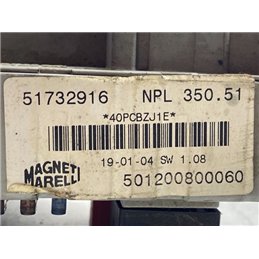 51732916 NPL 350.51
*40PCBZJ1E*
19-01-04 SW 1.08
MAGNETI
MARELLI
501200800060